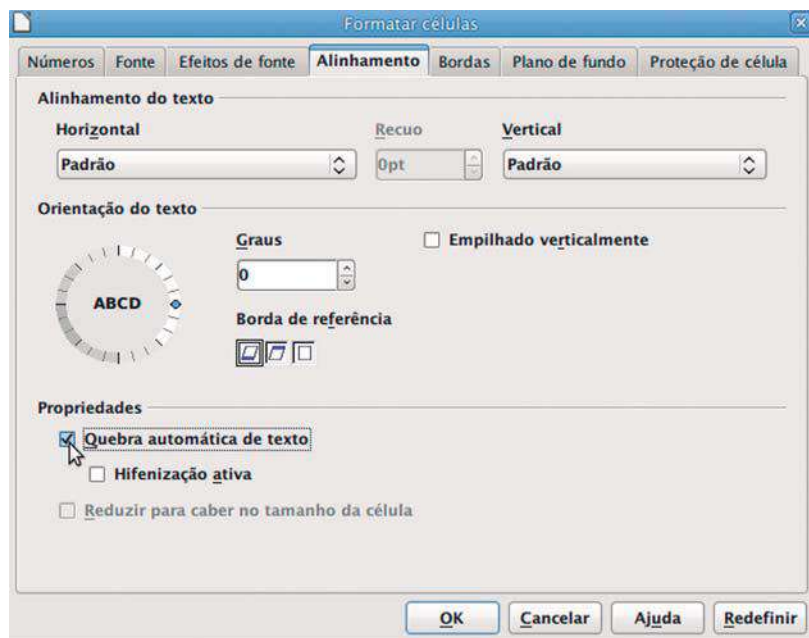 Formatar células
Números Fonte Efeitos de fonte Alinhamento Bordas Plano de fundo Proteção de célula
Alinhamento do texto
Horizontal Recuo Vertical
Padrão 0pt Padrão
Orientação do texto
Graus Empilhado verticalmente
0
ABCD
Borda de referência
Propriedades
Quebra automática de texto
Hifenização ativa
Reduzir para caber no tamanho da célula
OK Cancelar Ajuda Redefinir